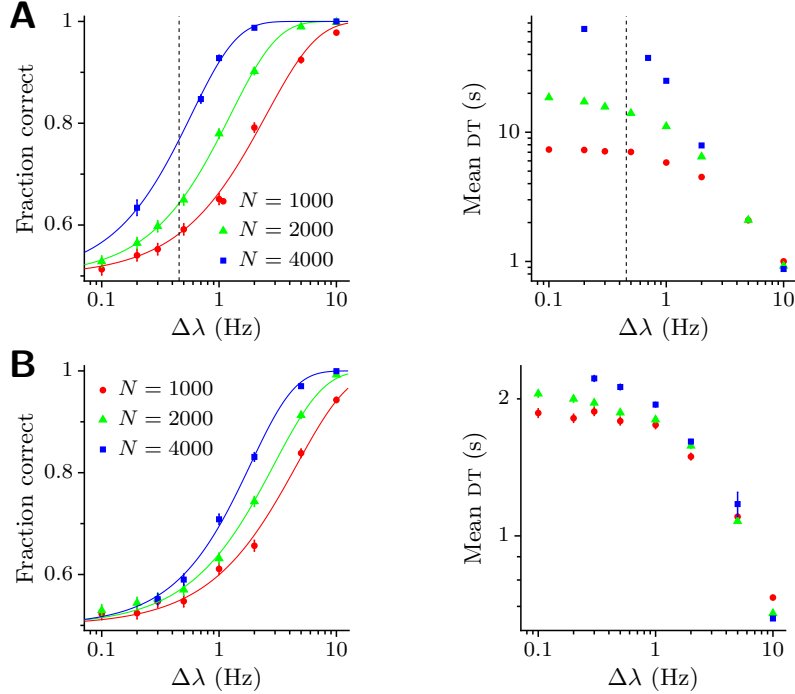 A
Fraction correct
1
0.8
0.6
0.1
1
10
Δλ (Hz)
N = 1000
N = 2000
N = 4000
Mean DT (s)
10
1
0.1
1
10
Δλ (Hz)
B
Fraction correct
1
0.8
0.6
0.1
1
10
Δλ (Hz)
N = 1000
N = 2000
N = 4000
Mean DT (s)
2
1
0.1
1
10
Δλ (Hz)